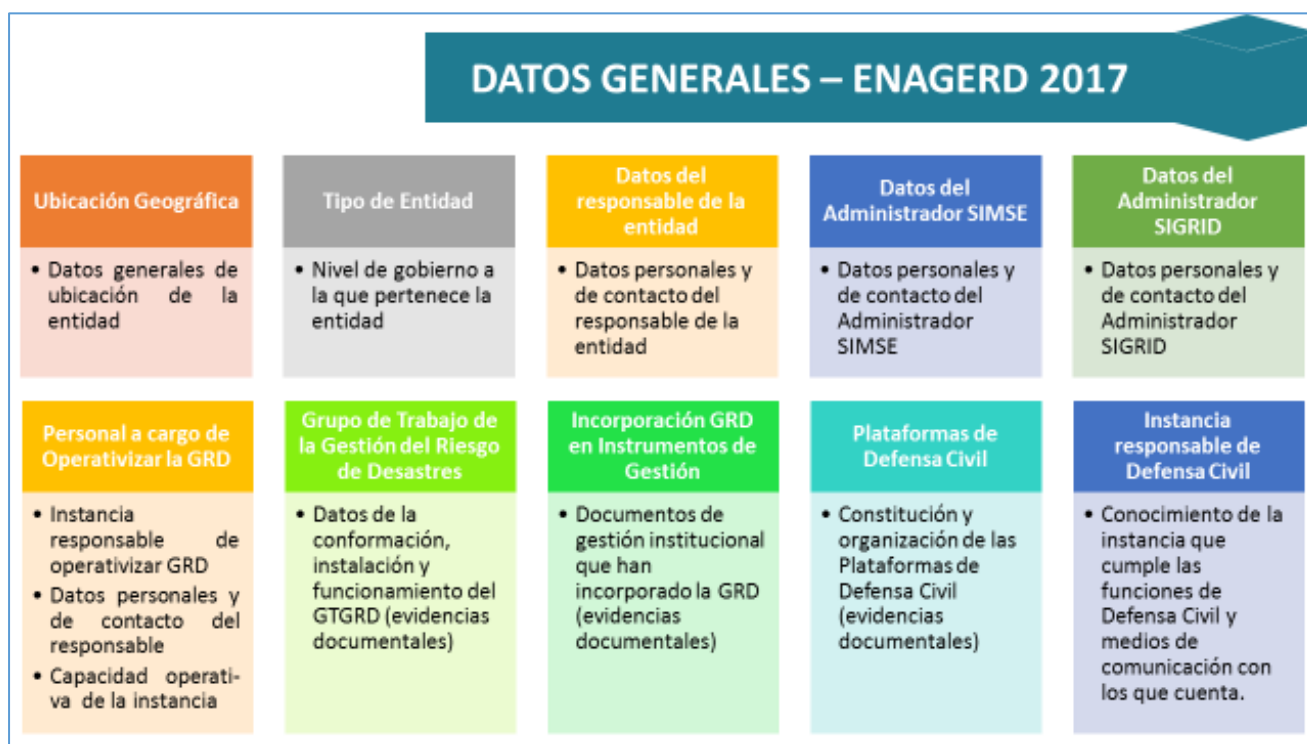 DATOS GENERALES – ENAGERD 2017
Ubicación Geográfica
• Datos generales de
ubicación de la
entidad
Tipo de Entidad
• Nivel de gobierno a
la que pertenece la
entidad
Datos del
responsable de la
entidad
• Datos personales y
de contacto del
responsable de la
entidad
Datos del
Administrador SIMSE
• Datos personales y
de contacto del
Administrador
SIMSE
Datos del
Administrador
SIGRID
• Datos personales y
de contacto del
Administrador
SIGRID
Personal a cargo de
Operativizar la GRD
• Instancia
responsable de
operativizar GRD
• Datos personales y
de contacto del
responsable
• Capacidad operati-
va de la instancia
Grupo de Trabajo de
la Gestión del Riesgo
de Desastres
• Datos de la
conformación,
instalación y
funcionamiento del
GTGRD (evidencias
documentales)
Incorporación GRD
en Instrumentos de
Gestión
• Documentos de
gestión institucional
que han
incorporado la GRD
(evidencias
documentales)
Plataformas de
Defensa Civil
• Constitución y
organización de las
Plataformas de
Defensa Civil
(evidencias
documentales)
Instancia
responsable de
Defensa Civil
• Conocimiento de la
instancia que
cumple las
funciones de
Defensa Civil y
medios de
comunicación con
los que cuenta.